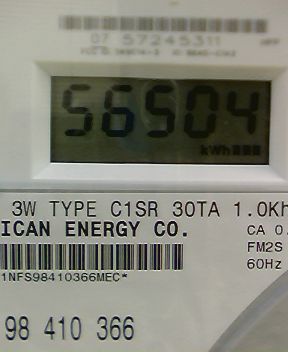 07 57245311
56504
kWh
3W TYPE C1SR 30TA 1.0Kh
ICAN ENERGY CO.
CA 0.
FM2S
60Hz
1NFS98410366MEC*
98 410 366